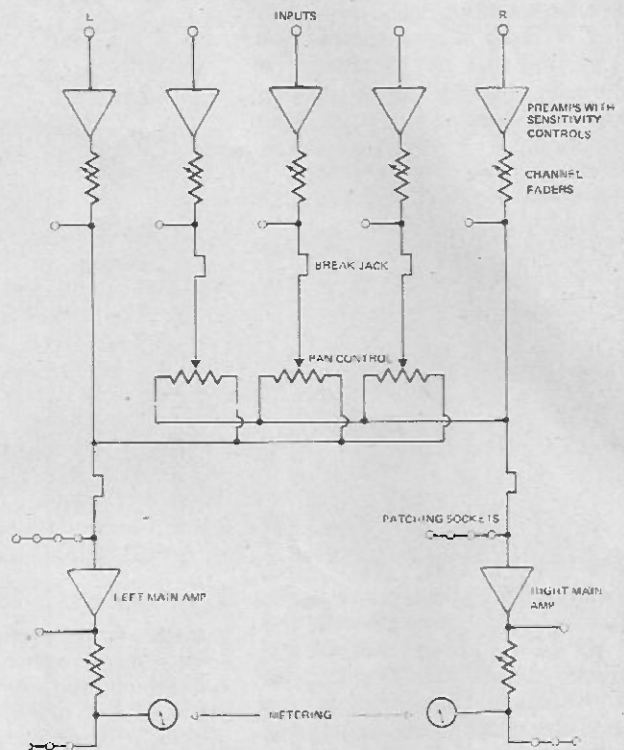 L
INPUTS
R
PREAMPS WITH
SENSITIVITY
CONTROLS
CHANNEL
FADERS
BREAK JACK
PAN CONTROL
PATCHING SOCKETS
LEFT MAIN AMP
RIGHT MAIN
AMP
METERING